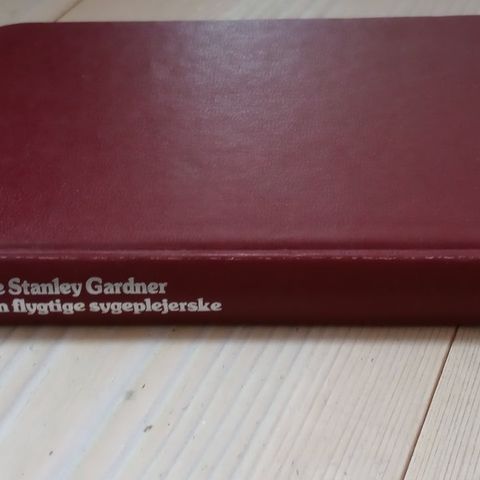 e Stanley Gardner
n flygtige sygeplejerske